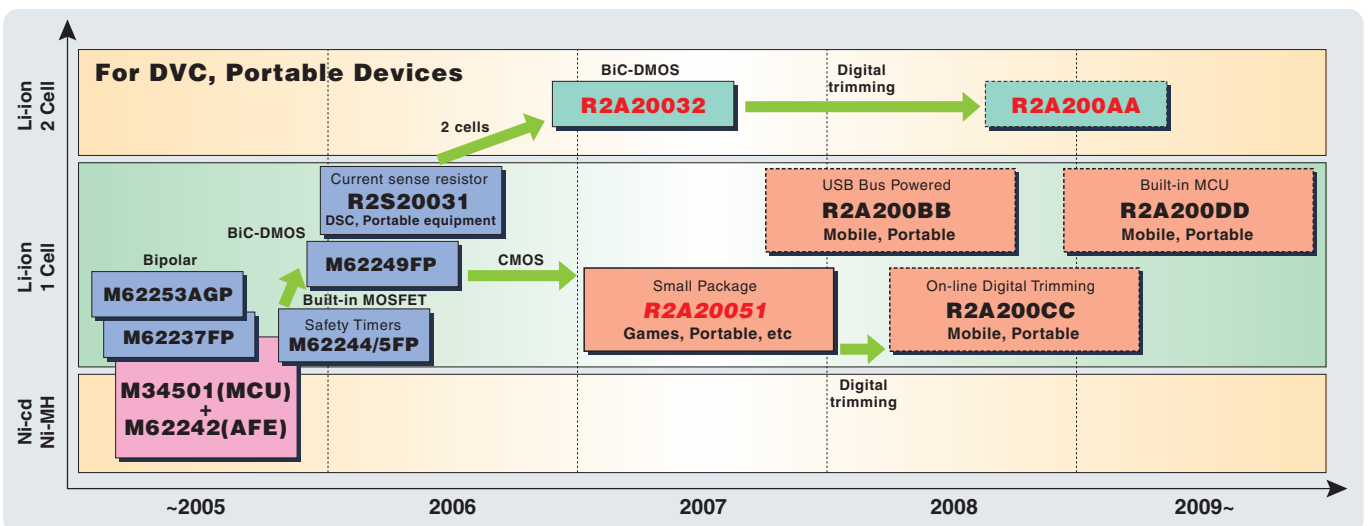 For DVC, Portable Devices
Li-ion
2 Cell
BiC-DMOS
R2A20032
Digital
trimming
R2A200AA
2 cells
Li-ion
1 Cell
Current sense resistor
R2S20031
DSC, Portable equipment
USB Bus Powered
R2A200BB
Mobile, Portable
Built-in MCU
R2A200DD
Mobile, Portable
BiC-DMOS
M62249FP
CMOS
Bipolar
M62253AGP
M62237FP
Built-in MOSFET
Safety Timers
M62244/5FP
Small Package
R2A20051
Games, Portable, etc
On-line Digital Trimming
R2A200CC
Mobile, Portable
Digital
trimming
Ni-cd
Ni-MH
M34501(MCU)
+
M62242(AFE)
~2005
2006
2007
2008
2009~